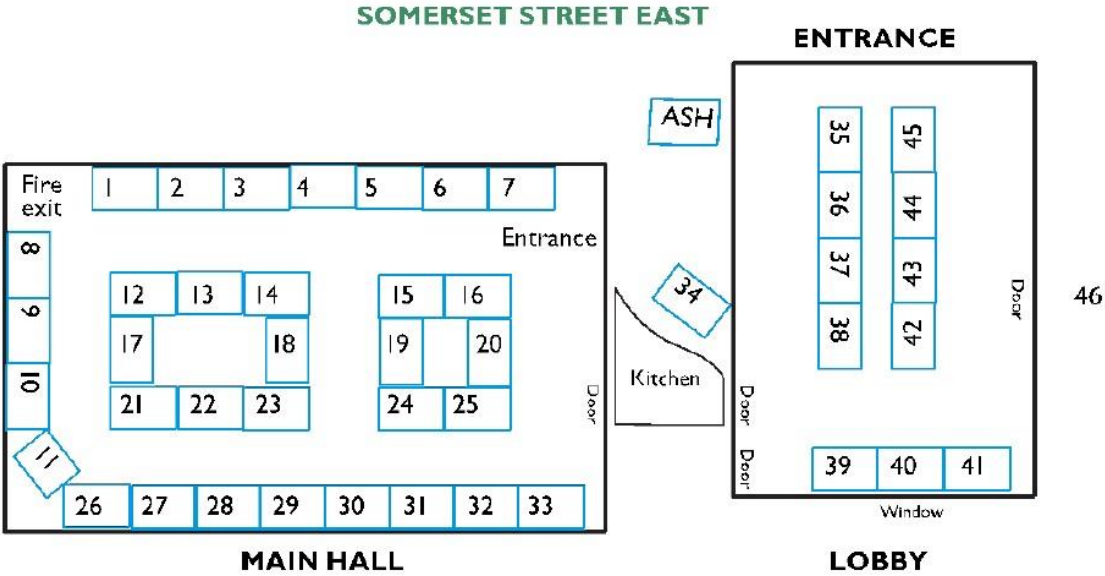 SOMERSET STREET EAST
ENTRANCE
ASH
Fire
exit
1 2 3 4 5 6 7
Entrance
8
9
10
11
12 13 14
15 16
17 18
19 20
21 22 23
24 25
26 27 28 29 30 31 32 33
Door
MAIN HALL
34
Kitchen
35 45
36 44
37 43
38 42
Door
46
Door
Door
39 40 41
Window
LOBBY